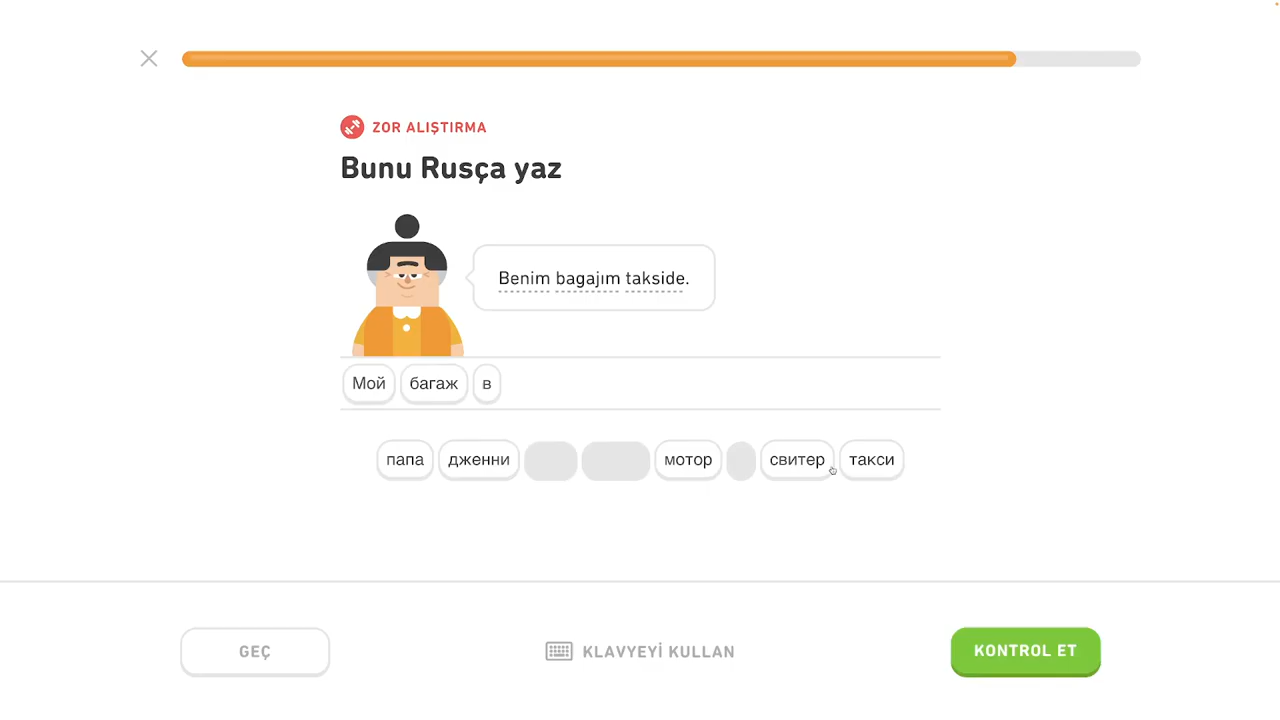 ZOR ALIŞTIRMA
Bunu Rusça yaz
Benim bagajım takside.
Мой багаж в
папа дженни мотор свитер такси
GEÇ KLAVYEYİ KULLAN KONTROL ET